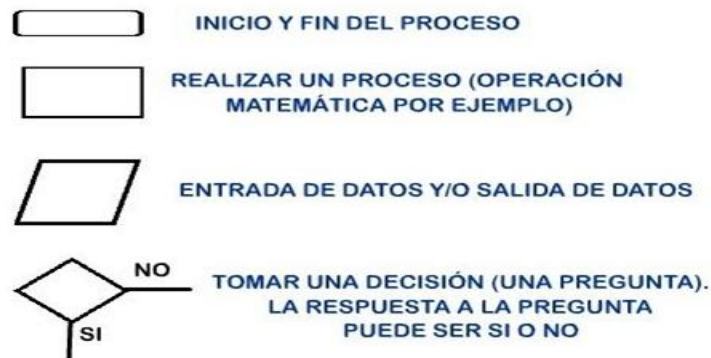 INICIO Y FIN DEL PROCESO
REALIZAR UN PROCESO (OPERACIÓN
MATEMÁTICA POR EJEMPLO)
ENTRADA DE DATOS Y/O SALIDA DE DATOS
NO
SI
TOMAR UNA DECISIÓN (UNA PREGUNTA).
LA RESPUESTA A LA PREGUNTA
PUEDE SER SI O NO